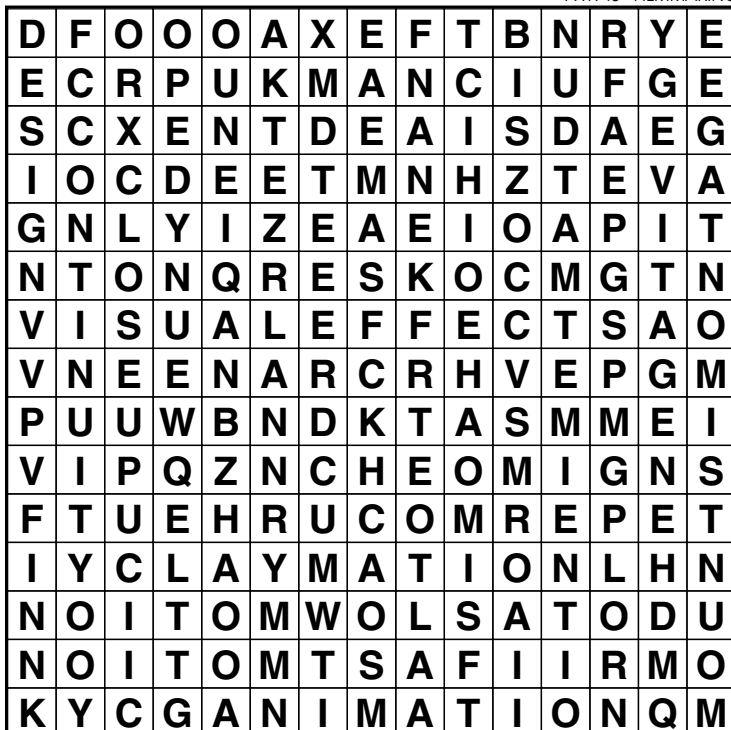 D F O O O A X E F T B N R Y E
E C R P U K M A N C I U F G E
S C X E N T D E A I S D A E G
I O C D E E T M N H Z T E V A
G N L Y I Z E A E I O A P I T
N T O N Q R E S K O C M G T N
V I S U A L E F F E C T S A O
V N E E N A R C R H V E P G M
P U U W B N D K T A S M M E I
V I P Q Z N C H E O M I G N S
F T U E H R U C O M R E P E T
I Y C L A Y M A T I O N L H N
N O I T O M W O L S A T O D U
N O I T O M T S A F I I R M O
K Y C G A N I M A T I O N Q M